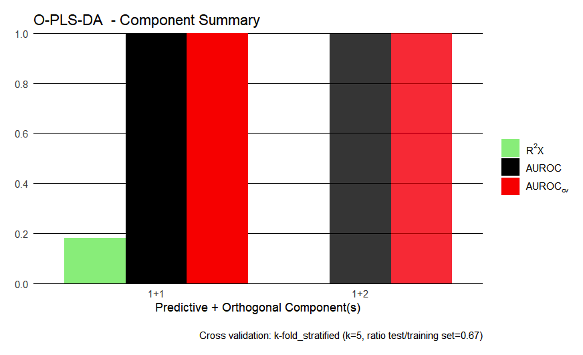 O-PLS-DA - Component Summary
1.0
0.8
0.6
0.4
0.2
0.0
1+1
1+2
Predictive + Orthogonal Component(s)
R²X
AUROC
AUROC
Cross validation: k-fold_stratified (k=5, ratio test/training set=0.67)